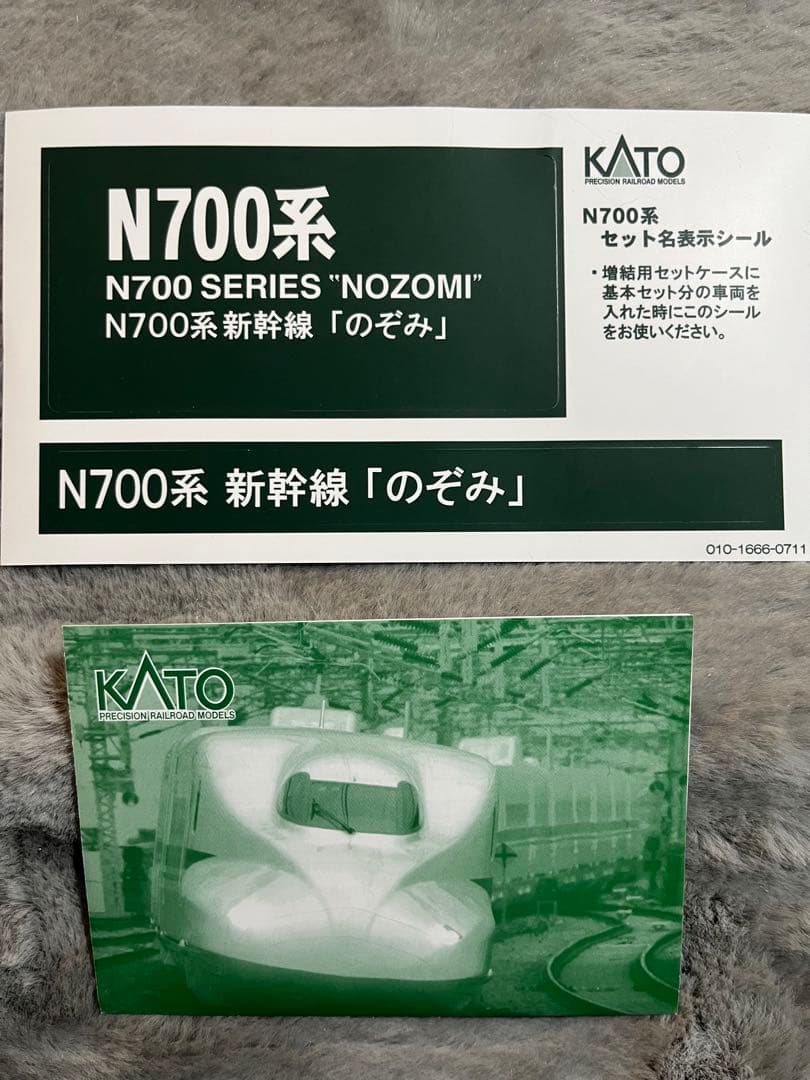 N700系
N700 SERIES “NOZOMI”
N700系新幹線「のぞみ」
KATO
PRECISION RAILROAD MODELS
N700系
セット名表示シール
・増結用セットケースに
基本セット分の車両を
入れた時にこのシール
をお使いください。
N700系 新幹線「のぞみ」
010-1666-0711
KATO
PRECISION RAILROAD MODELS